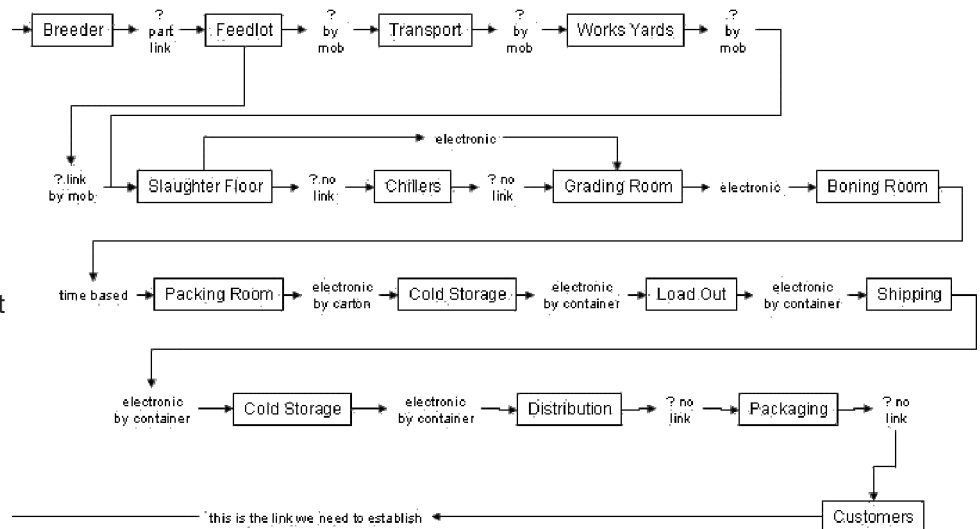 ?
Breeder
part
link
Feedlot
?
by
mob
Transport
?
by
mob
Works Yards
?
by
mob
electronic
?.link
by mob
Slaughter Floor
?.no
link
Chillers
? no
link
Grading Room
electronic
Boning Room
t
time based
Packing Room
electronic
by carton
Cold Storage
electronic
by container
Load Out
electronic
by container
Shipping
electronic
by container
Cold Storage
electronic
by container
Distribution
? no
link
Packaging
? no
link
this is the link we need to establish
Customers